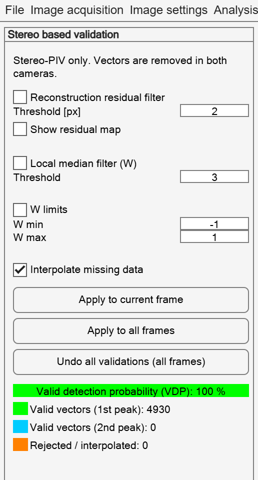 File Image acquisition Image settings Analysis
Stereo based validation
Stereo-PIV only. Vectors are removed in both
cameras.
Reconstruction residual filter
Threshold [px] 2
Show residual map
Local median filter (W)
Threshold 3
W limits
W min -1
W max 1
Interpolate missing data
Apply to current frame
Apply to all frames
Undo all validations (all frames)
Valid detection probability (VDP): 100 %
Valid vectors (1st peak): 4930
Valid vectors (2nd peak): 0
Rejected / interpolated: 0